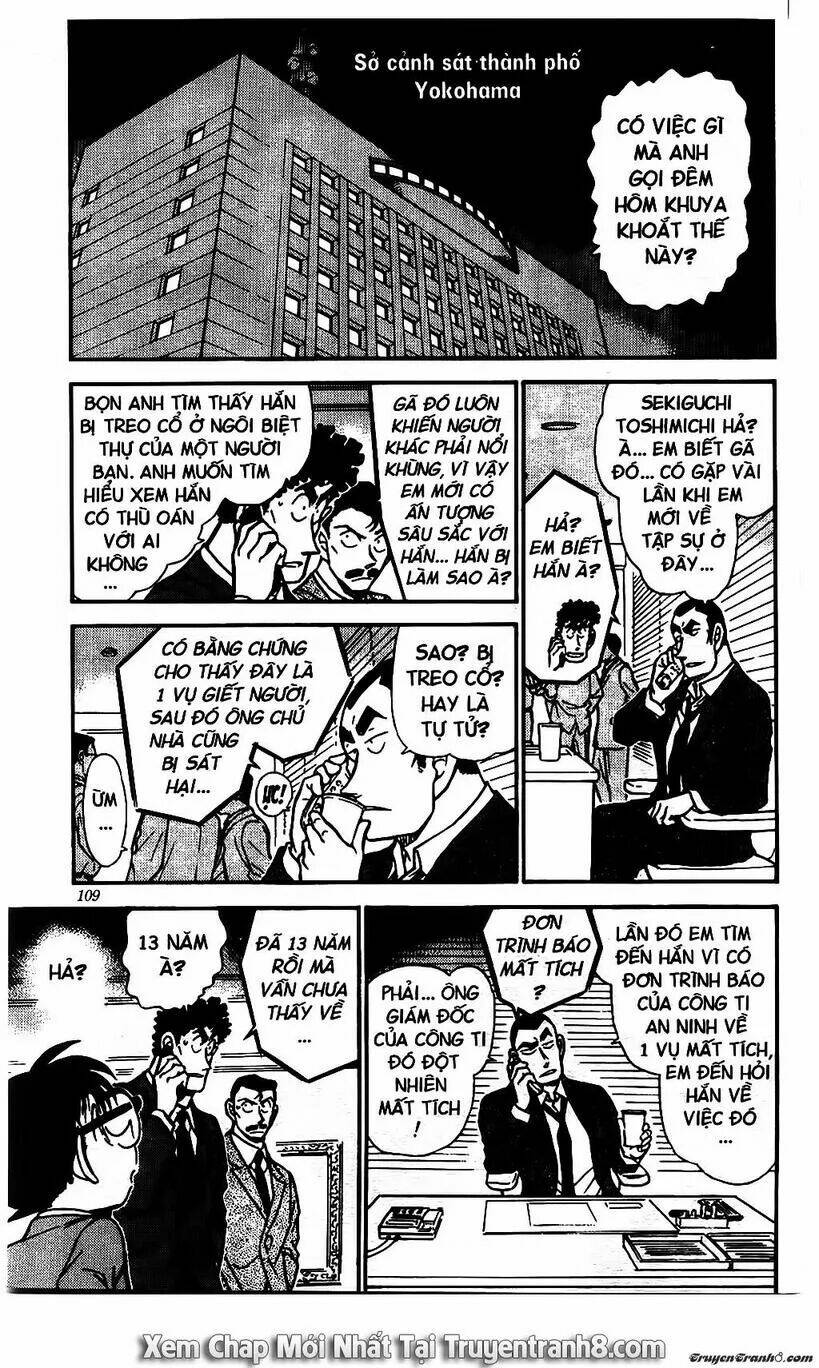 Sở cảnh sát thành phố
Yokohama
CÓ VIỆC GÌ
MÀ ANH
GỌI ĐÊM
HÔM KHUYA
KHOẮT THẾ
NÀY?
SEKIGUCHI
TOSHIMICHI HẢ?
À... EM BIẾT GÃ
ĐÓ... CÓ GẶP VÀI
LẦN KHI EM
MỚI VỀ
TẬP SỰ Ở
ĐÂY...
HẢ?
EM BIẾT
HẮN À?
GÃ ĐÓ LUÔN
KHIẾN NGƯỜI
KHÁC PHẢI NỔI
KHÙNG, VÌ VẬY
EM MỚI CÓ
ẤN TƯỢNG
SÂU SẮC VỚI
HẮN... HẮN BỊ
LÀM SAO À?
BỌN ANH TÌM THẤY HẮN
BỊ TREO CỔ Ở NGÔI BIỆT
THỰ CỦA MỘT NGƯỜI
BẠN. ANH MUỐN TÌM
HIỂU XEM HẮN
CÓ THÙ OÁN
VỚI AI
KHÔNG
...
SAO? BỊ
TREO CỔ?
HAY LÀ
TỰ TỬ?
CÓ BẰNG CHỨNG
CHO THẤY ĐÂY LÀ
1 VỤ GIẾT NGƯỜI,
SAU ĐÓ ÔNG CHỦ
NHÀ CŨNG
BỊ SÁT
HẠI...
ỰC!
ỪM
...
109
LẦN ĐÓ EM TÌM
ĐẾN HẮN VÌ CÓ
ĐƠN TRÌNH BÁO
CỦA CÔNG TI
AN NINH VỀ
1 VỤ MẤT TÍCH,
EM ĐẾN HỎI
HẮN VỀ
VIỆC ĐÓ
...
ĐƠN
TRÌNH BÁO
MẤT TÍCH
?
PHẢI... ÔNG
GIÁM ĐỐC
CỦA CÔNG TI
ĐÓ ĐỘT
NHIÊN
MẤT TÍCH
!
ĐÃ 13 NĂM
RỒI MÀ
VẪN CHƯA
THẤY VỀ
...
13 NĂM
À?
HẢ?
Xem Chap Mới Nhất Tại Truyentranh8.com
TruyenTranh8.com